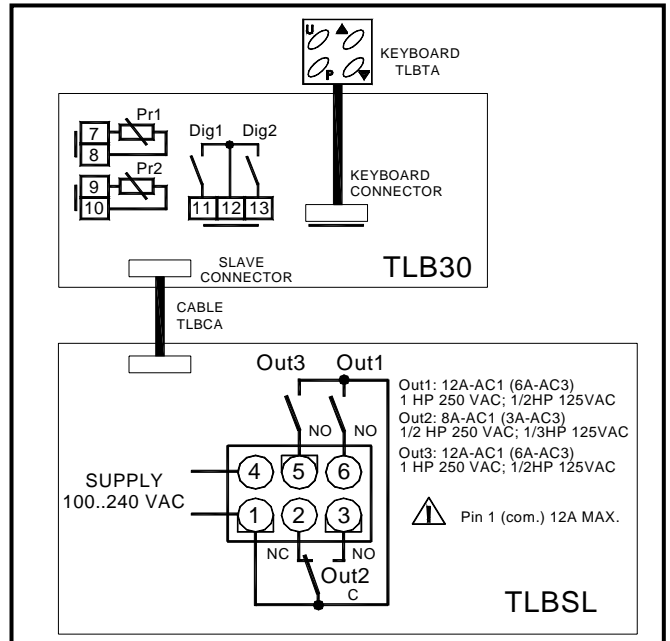 U
P
KEYBOARD
TLBTA
Pr1
7
8
Pr2
9
10
Dig1 Dig2
11 12 13
KEYBOARD
CONNECTOR
SLAVE
CONNECTOR
TLB30
CABLE
TLBCA
Out3 Out1
NO NO
4 5 6
1 2 3
SUPPLY
100..240 VAC
NC NO
Out2
C
Out1: 12A-AC1 (6A-AC3)
1 HP 250 VAC; 1/2HP 125VAC
Out2: 8A-AC1 (3A-AC3)
1/2 HP 250 VAC; 1/3HP 125VAC
Out3: 12A-AC1 (6A-AC3)
1 HP 250 VAC; 1/2HP 125VAC
Pin 1 (com.) 12A MAX.
TLBSL